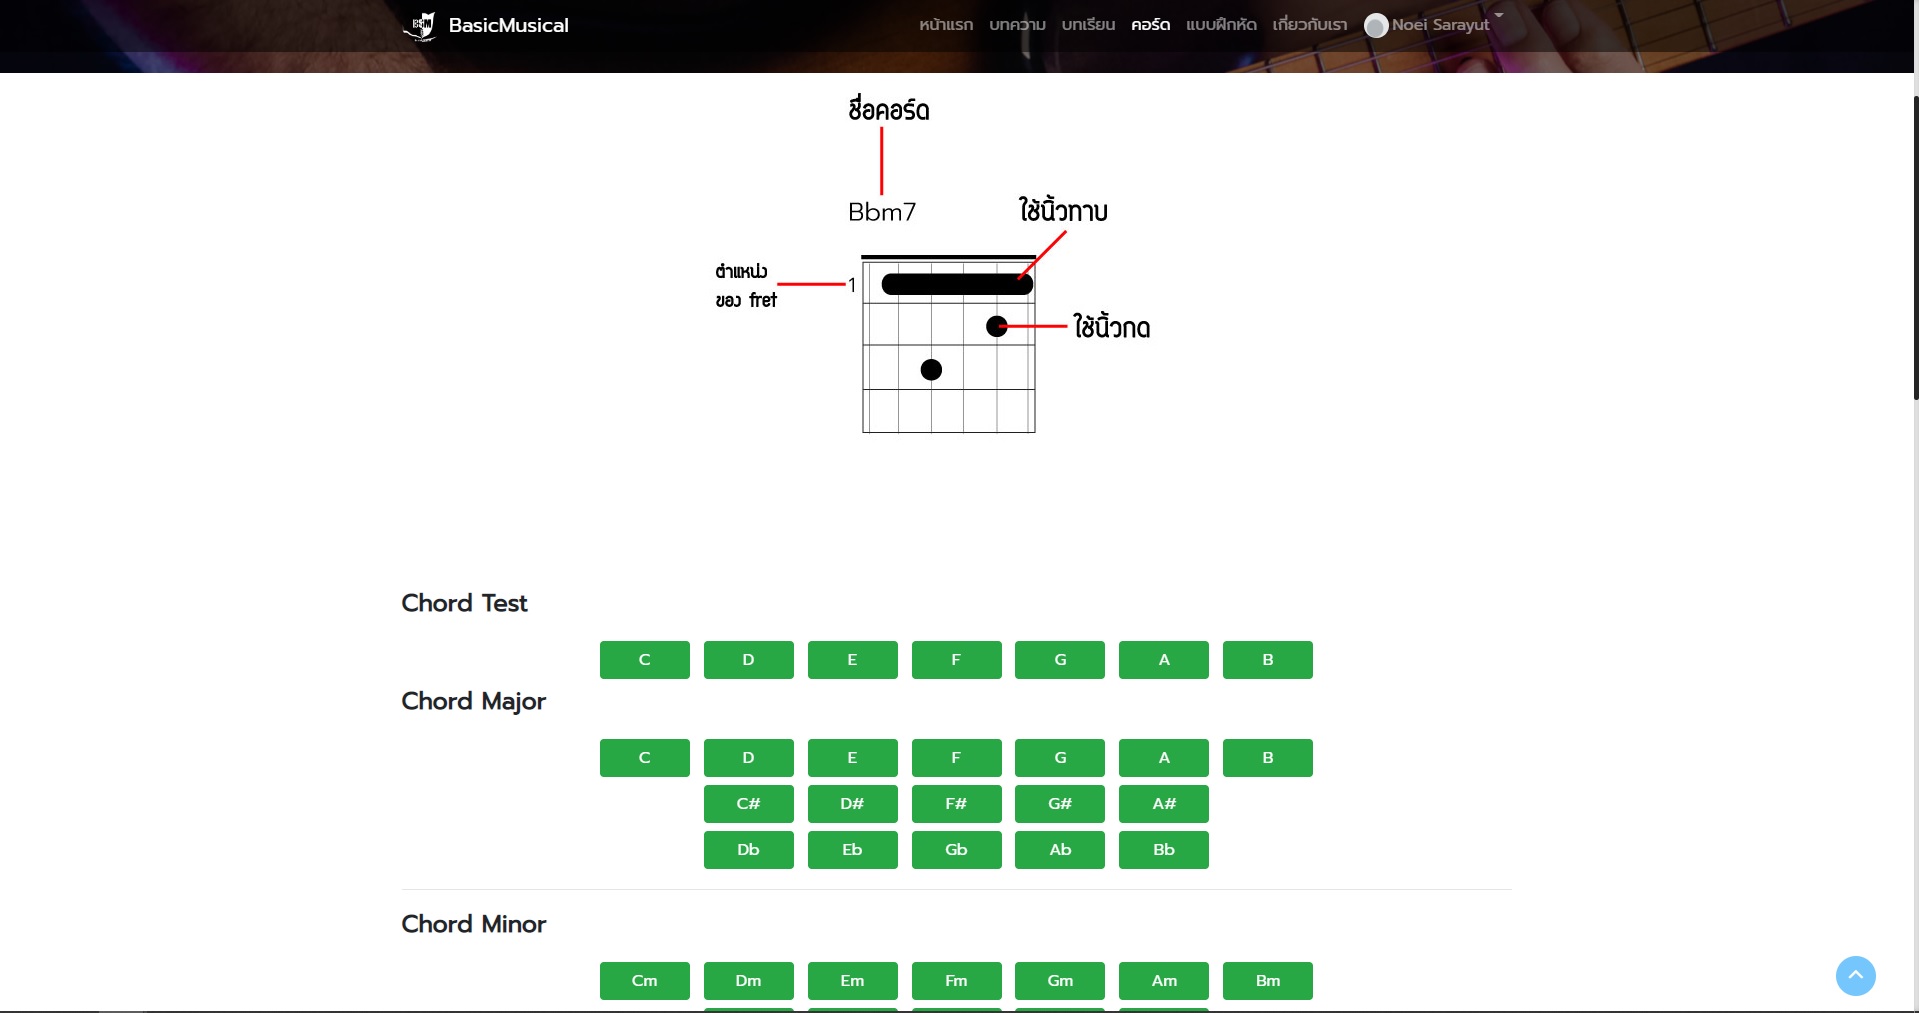 BGM BasicMusical
หน้าแรก บทความ บทเรียน คอร์ด แบบฝึกหัด เกี่ยวกับเรา Noei Sarayut
ชื่อคอร์ด
Bbm7
ใช้นิ้วทาบ
ตำแหน่ง
ของ fret
1
ใช้นิ้วกด
Chord Test
C D E F G A B
Chord Major
C D E F G A B
C# D# F# G# A#
Db Eb Gb Ab Bb
Chord Minor
Cm Dm Em Fm Gm Am Bm